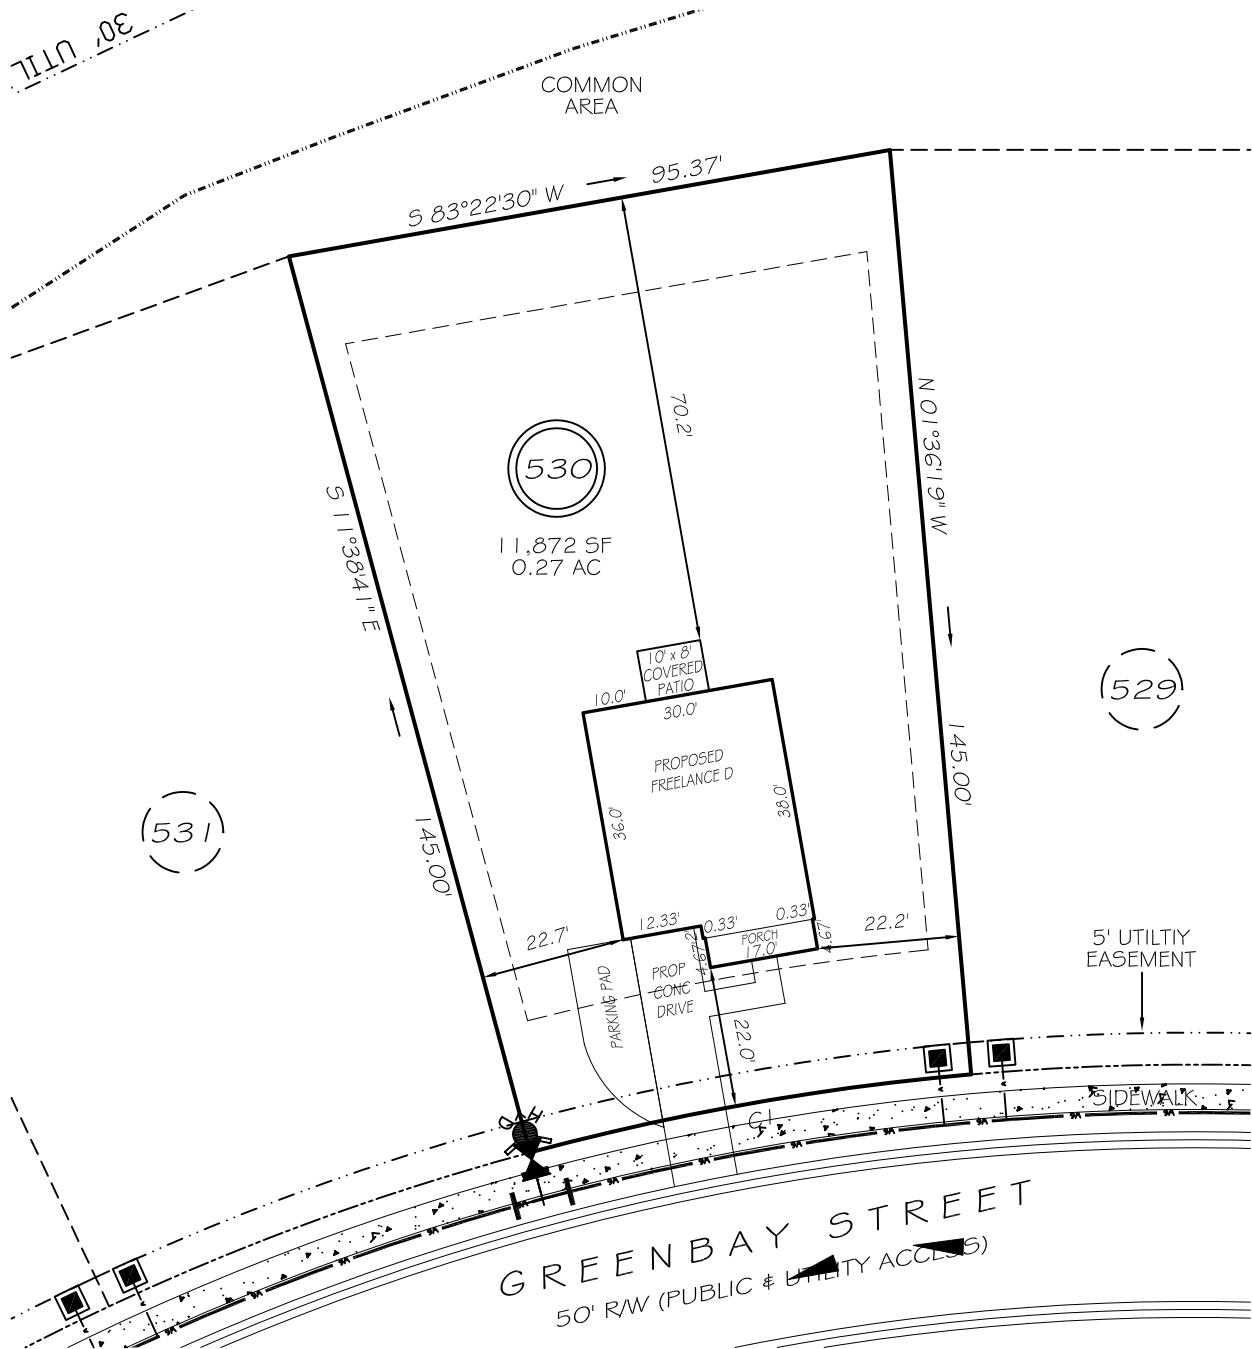 30' UTIL
COMMON
AREA
S 83°22'30" W
95.37'
N 01°36'19" W
70.2'
530
11,872 SF
0.27 AC
S 11°38'41" E
10' x 8'
COVERED
PATIO
10.0'
30.0'
529
PROPOSED
FREELANCE D
145.00'
36.0'
38.0'
531
145.00'
12.33'
0.33'
0.33'
22.7'
22.2'
2'
4.67'
PORCH
17.0'
4.67'
5' UTILTIY
EASEMENT
PARKING PAD
PROP
CONC
DRIVE
22.0'
C1
SIDEWALK
GREENBAY STREET
50' R/W (PUBLIC & UTILITY ACCESS)